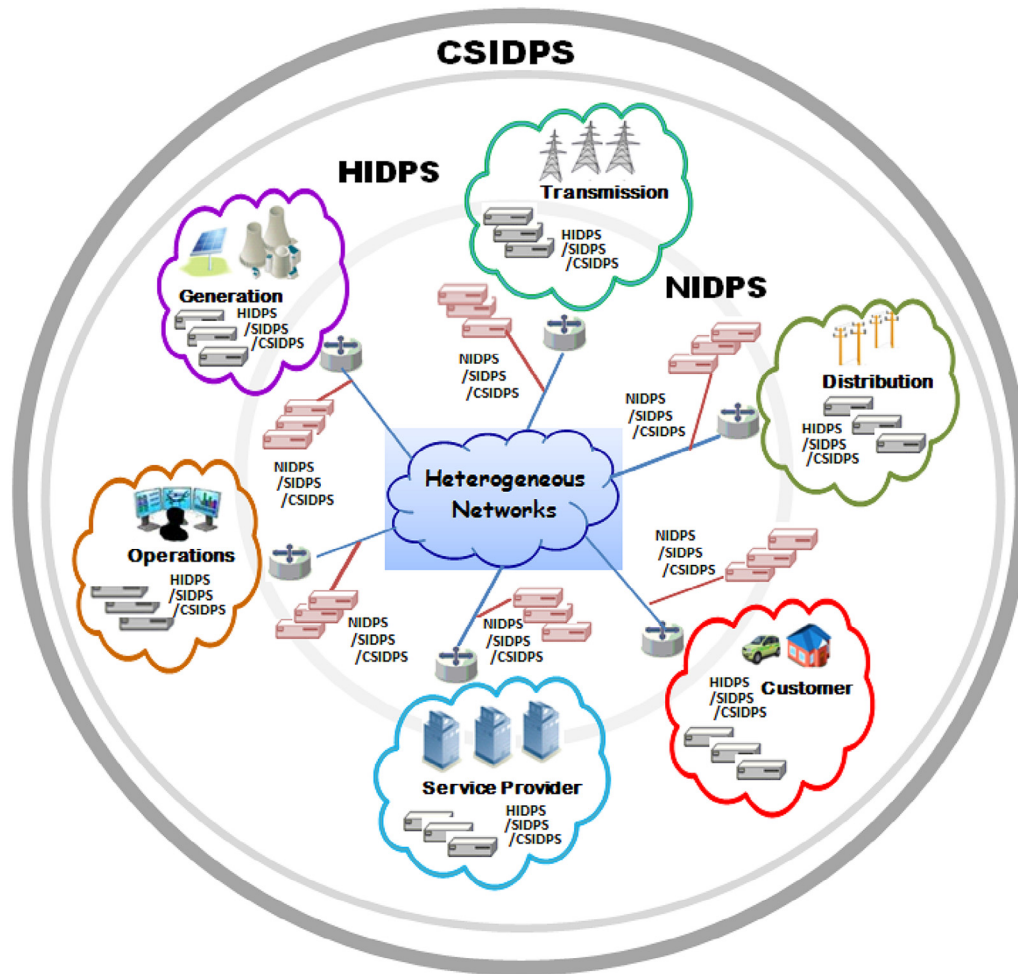 CSIDPS
HIDPS
Transmission
HIDPS
/SIDPS
/CSIDPS
NIDPS
Generation
HIDPS
/SIDPS
/CSIDPS
NIDPS
/SIDPS
/CSIDPS
NIDPS
/SIDPS
/CSIDPS
Distribution
HIDPS
/SIDPS
/CSIDPS
NIDPS
/SIDPS
/CSIDPS
Heterogeneous
Networks
Operations
HIDPS
/SIDPS
/CSIDPS
NIDPS
/SIDPS
/CSIDPS
NIDPS
/SIDPS
/CSIDPS
NIDPS
/SIDPS
/CSIDPS
Customer
HIDPS
/SIDPS
/CSIDPS
Service Provider
HIDPS
/SIDPS
/CSIDPS